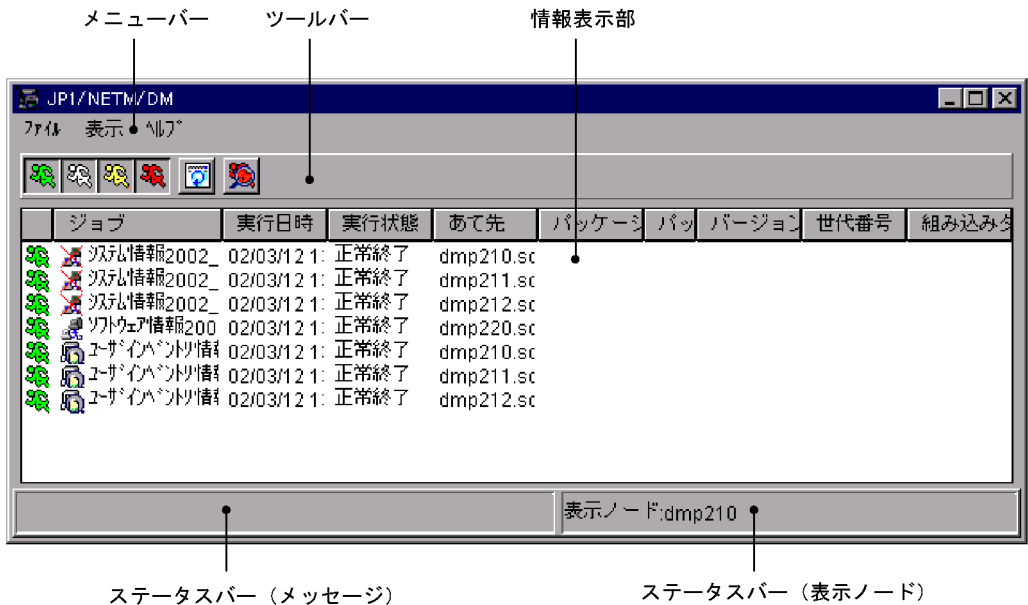 メニューバー ツールバー 情報表示部
JP1/NETM/DM
ﾌｧｲﾙ 表示 ﾍﾙﾌﾟ
ジョブ 実行日時 実行状態 あて先 パッケージ パッ バージョン 世代番号 組み込みタ
ｼｽﾃﾑ情報2002_ 02/03/12 1: 正常終了 dmp210.sc
ｼｽﾃﾑ情報2002_ 02/03/12 1: 正常終了 dmp211.sc
ｼｽﾃﾑ情報2002_ 02/03/12 1: 正常終了 dmp212.sc
ｿﾌﾄｳｪｱ情報200 02/03/12 1: 正常終了 dmp220.sc
ﾕｰｻﾞｲﾝﾍﾞﾝﾄﾘ情報 02/03/12 1: 正常終了 dmp210.sc
ﾕｰｻﾞｲﾝﾍﾞﾝﾄﾘ情報 02/03/12 1: 正常終了 dmp211.sc
ﾕｰｻﾞｲﾝﾍﾞﾝﾄﾘ情報 02/03/12 1: 正常終了 dmp212.sc
表示ノード:dmp210
ステータスバー（メッセージ） ステータスバー（表示ノード）